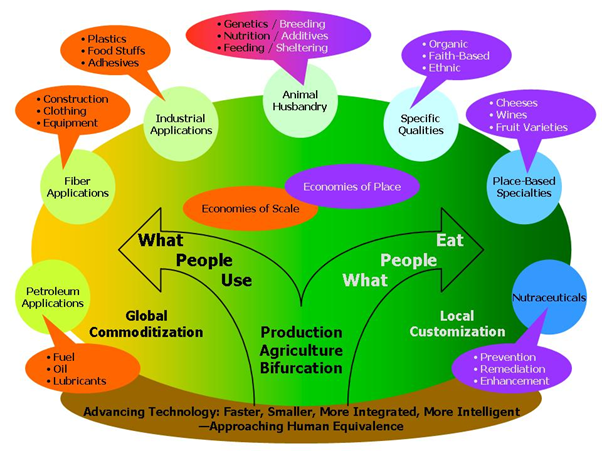 • Genetics / Breeding
• Nutrition / Additives
• Feeding / Sheltering
• Plastics
• Food Stuffs
• Adhesives
• Organic
• Faith-Based
• Ethnic
• Construction
• Clothing
• Equipment
• Cheeses
• Wines
• Fruit Varieties
Animal
Husbandry
Industrial
Applications
Specific
Qualities
Fiber
Applications
Place-Based
Specialties
Economies of Place
Economies of Scale
What
People
Use
Eat
People
What
Petroleum
Applications
Nutraceuticals
Global
Commoditization
Local
Customization
Production
Agriculture
Bifurcation
• Fuel
• Oil
• Lubricants
• Prevention
• Remediation
• Enhancement
Advancing Technology: Faster, Smaller, More Integrated, More Intelligent
—Approaching Human Equivalence